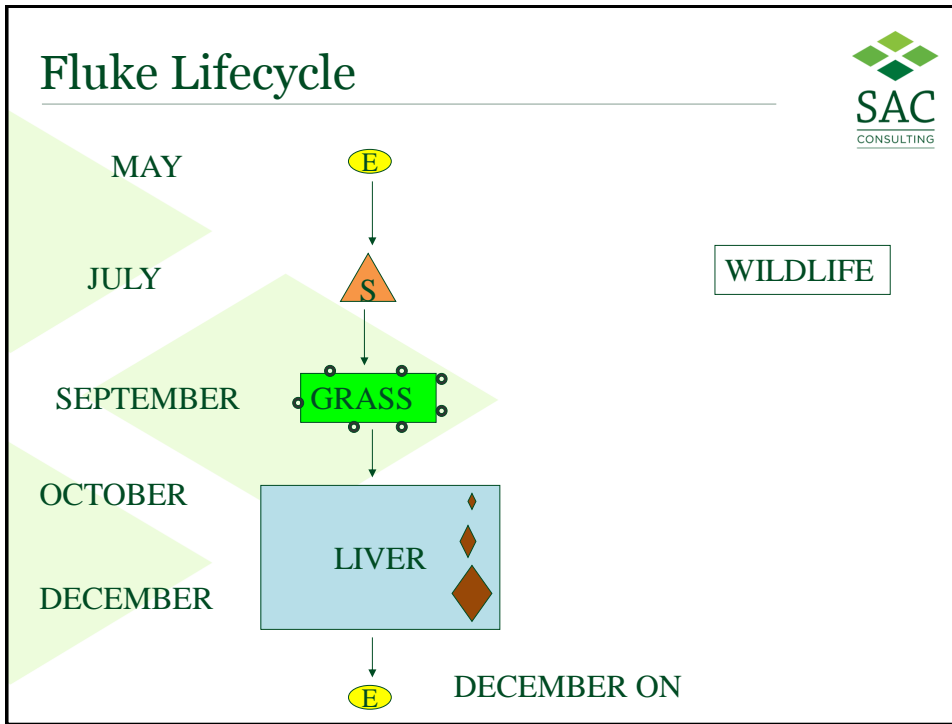 Fluke Lifecycle
SAC
CONSULTING
MAY
E
JULY
S
WILDLIFE
SEPTEMBER
GRASS
OCTOBER
LIVER
DECEMBER
E
DECEMBER ON